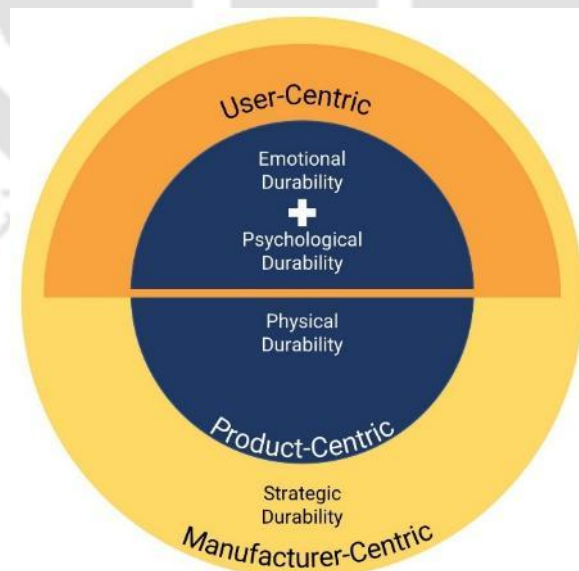 User-Centric
Emotional
Durability
Psychological
Durability
Physical
Durability
Product-Centric
Strategic
Durability
Manufacturer-Centric